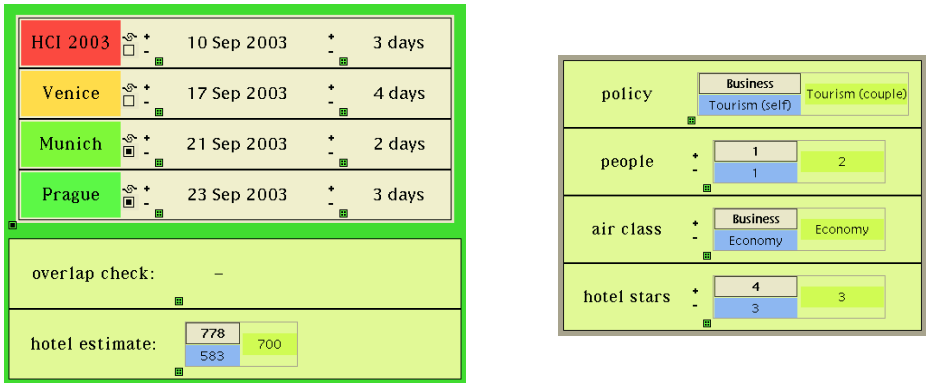 HCI 2003 + - 10 Sep 2003 + - 3 days
Venice + - 17 Sep 2003 + - 4 days
Munich + - 21 Sep 2003 + - 2 days
Prague + - 23 Sep 2003 + - 3 days
overlap check: –
hotel estimate: 778 700
583
policy Business Tourism (couple)
Tourism (self)
people + - 1 2
1
air class + - Business Economy
Economy
hotel stars + - 4 3
3